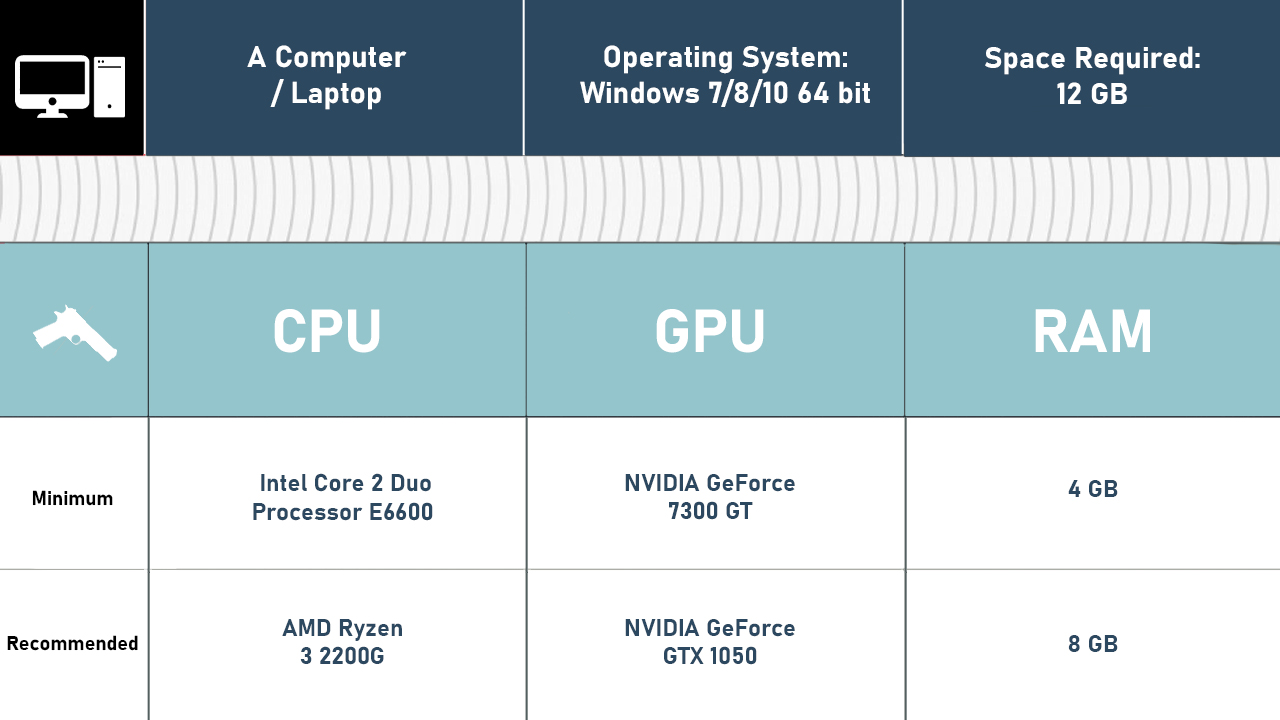 A Computer
/ Laptop
Operating System:
Windows 7/8/10 64 bit
Space Required:
12 GB
CPU
GPU
RAM
Minimum
Intel Core 2 Duo
Processor E6600
NVIDIA GeForce
7300 GT
4 GB
Recommended
AMD Ryzen
3 2200G
NVIDIA GeForce
GTX 1050
8 GB